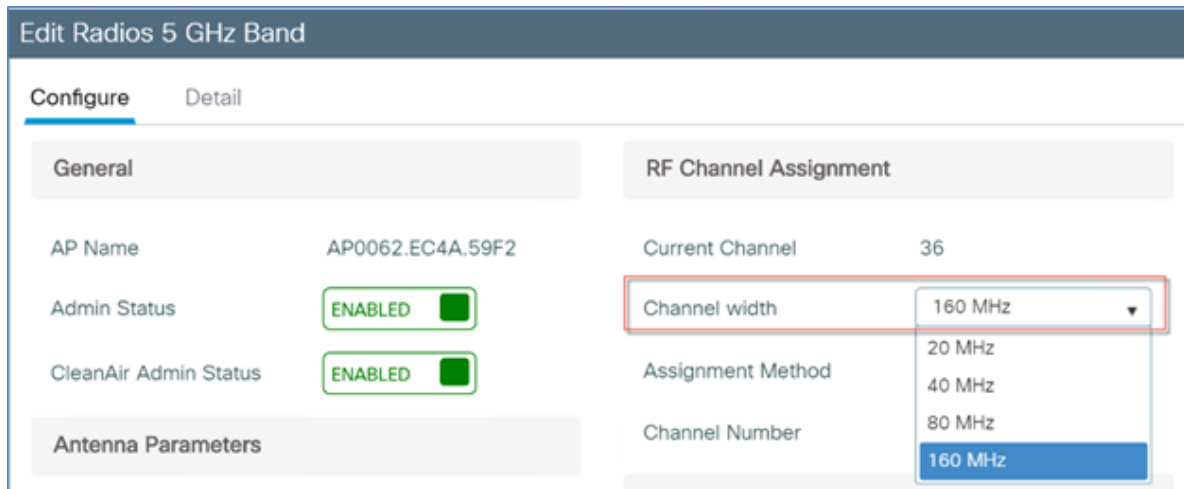 Edit Radios 5 GHz Band
Configure Detail
General
RF Channel Assignment
AP Name AP0062.EC4A.59F2
Current Channel 36
Admin Status ENABLED
Channel width 160 MHz
20 MHz
CleanAir Admin Status ENABLED
Assignment Method
40 MHz
80 MHz
Channel Number
Antenna Parameters
160 MHz